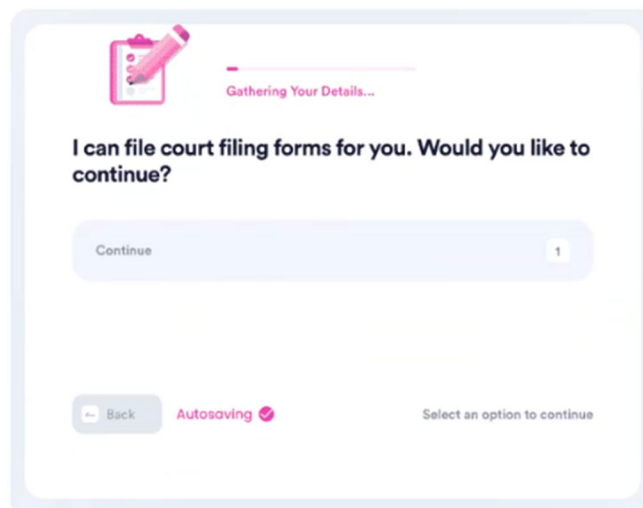 Gathering Your Details...
I can file court filing forms for you. Would you like to
continue?
Continue
1
Back
Autosaving
Select an option to continue